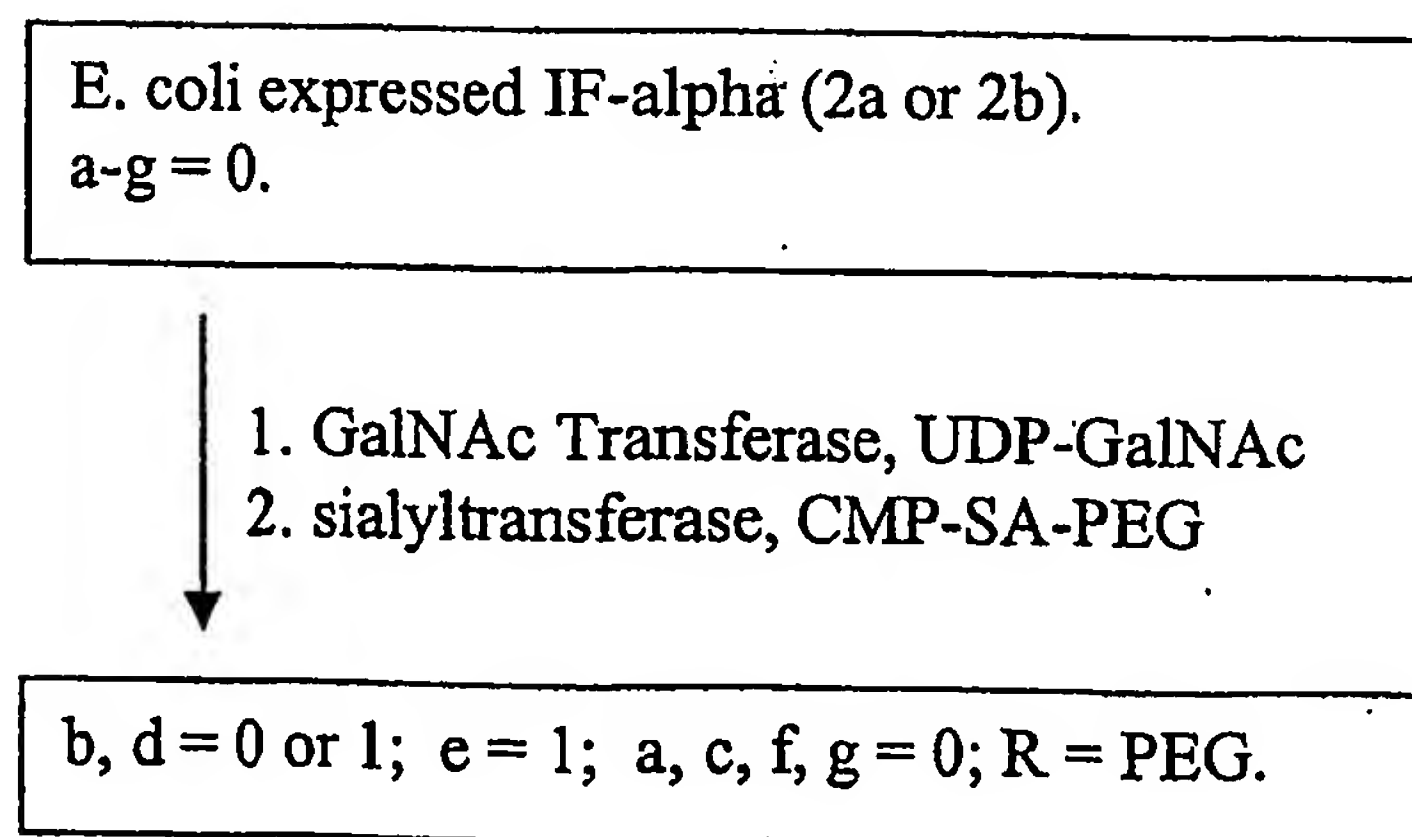 E. coli expressed IF-alpha (2a or 2b).
a-g = 0.
1. GalNAc Transferase, UDP-GalNAc
2. sialyltransferase, CMP-SA-PEG
b, d = 0 or 1; e = 1; a, c, f, g = 0; R = PEG.